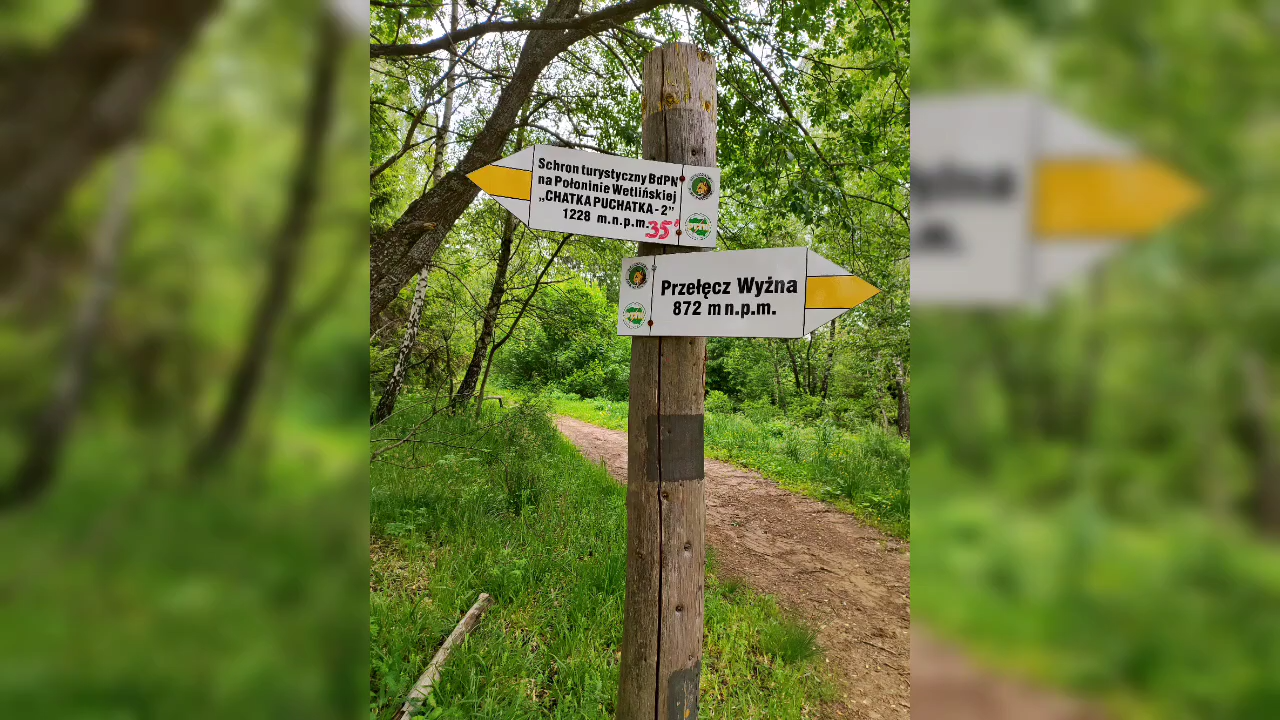 Schron turystyczny BdPN
na Połoninie Wetlińskiej
„CHATKA PUCHATKA - 2”
1228 m.n.p.m.
35'
Przełęcz Wyżna
872 m n.p.m.